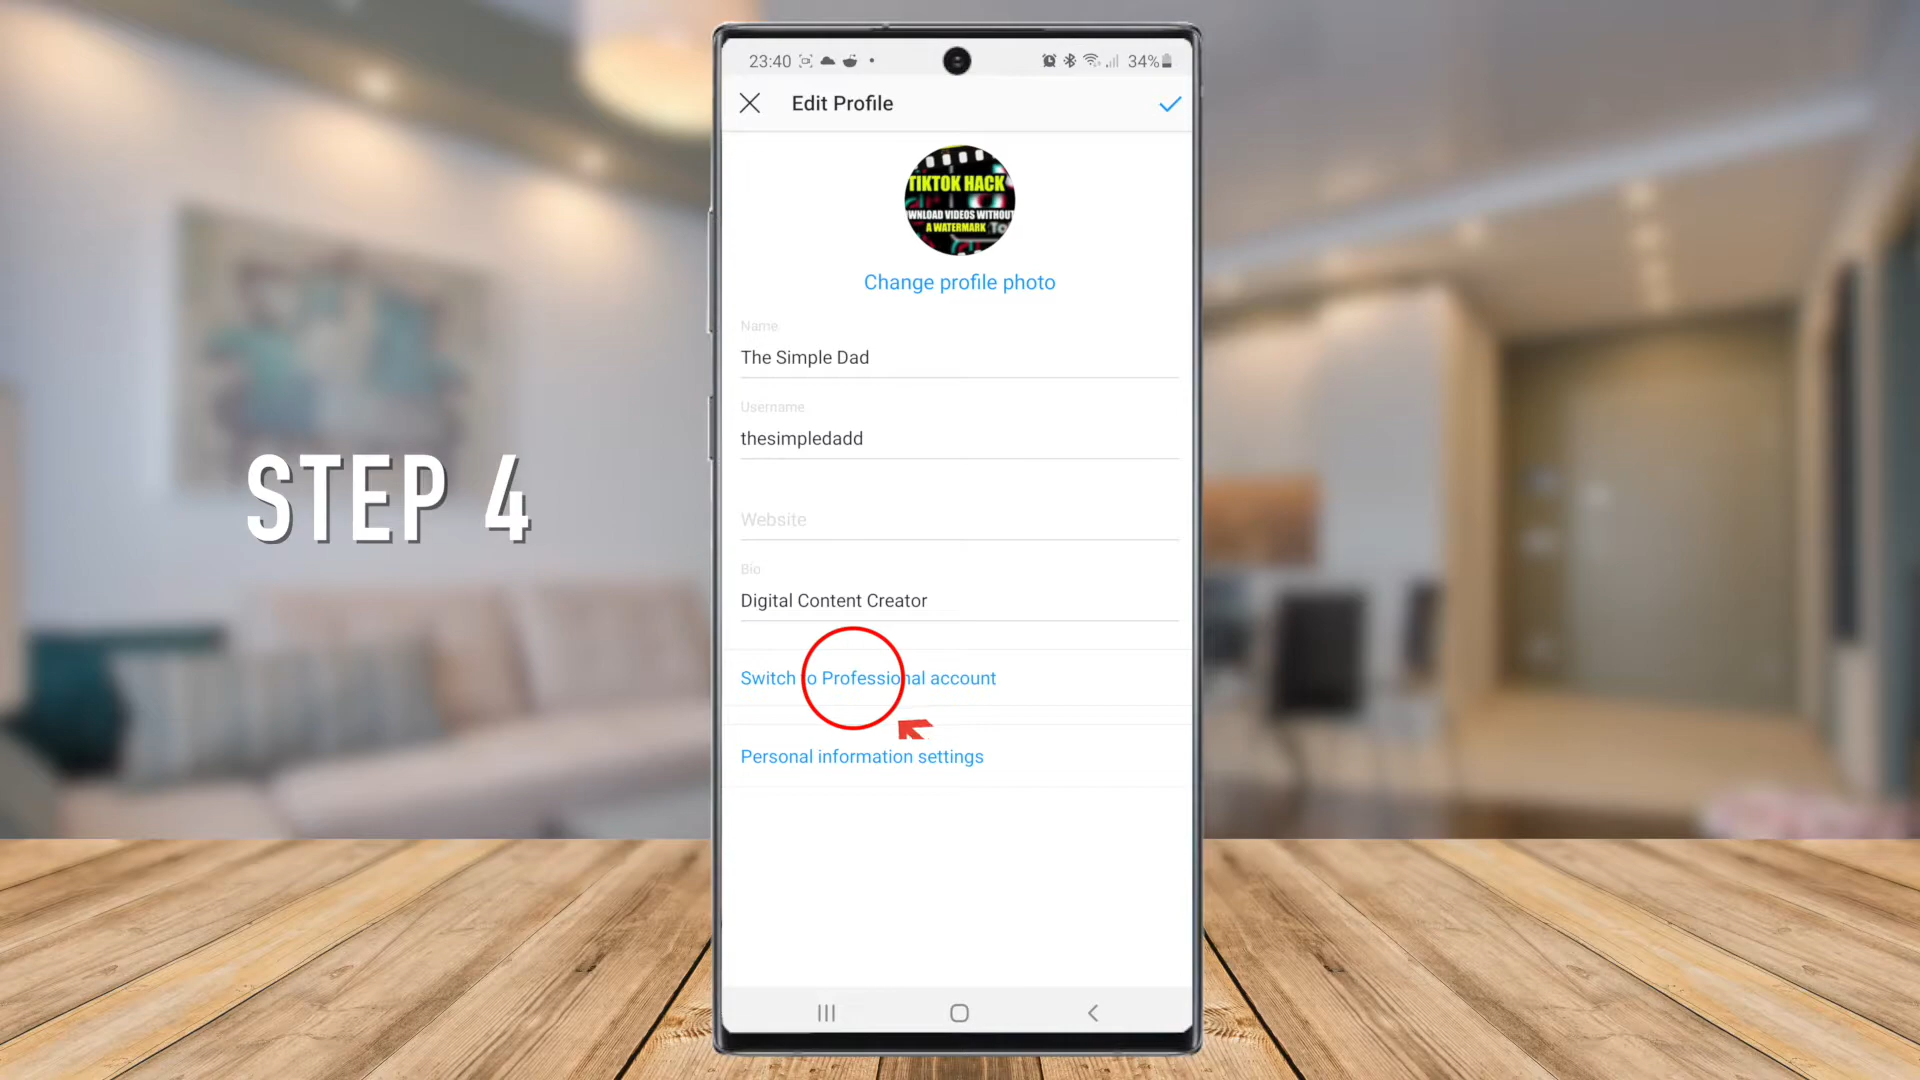 23:40
34%
Edit Profile
TIKTOK HACK
WNLOAD VIDEOS WITHOUT
A WATERMARK To
Change profile photo
Name
The Simple Dad
Username
thesimpledadd
Website
Bio
Digital Content Creator
Switch to Professional account
Personal information settings
STEP 4